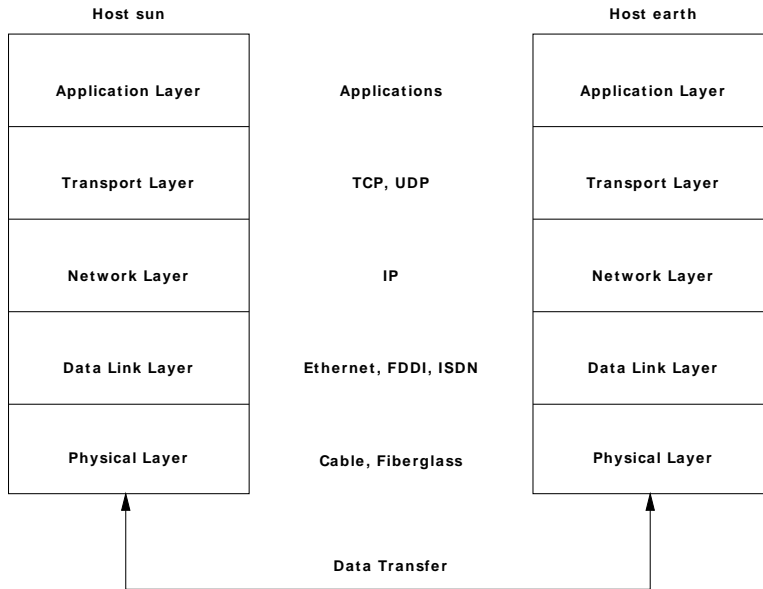 Host sun
Host earth
Application Layer
Applications
Application Layer
Transport Layer
TCP, UDP
Transport Layer
Network Layer
IP
Network Layer
Data Link Layer
Ethernet, FDDI, ISDN
Data Link Layer
Physical Layer
Cable, Fiberglass
Physical Layer
Data Transfer